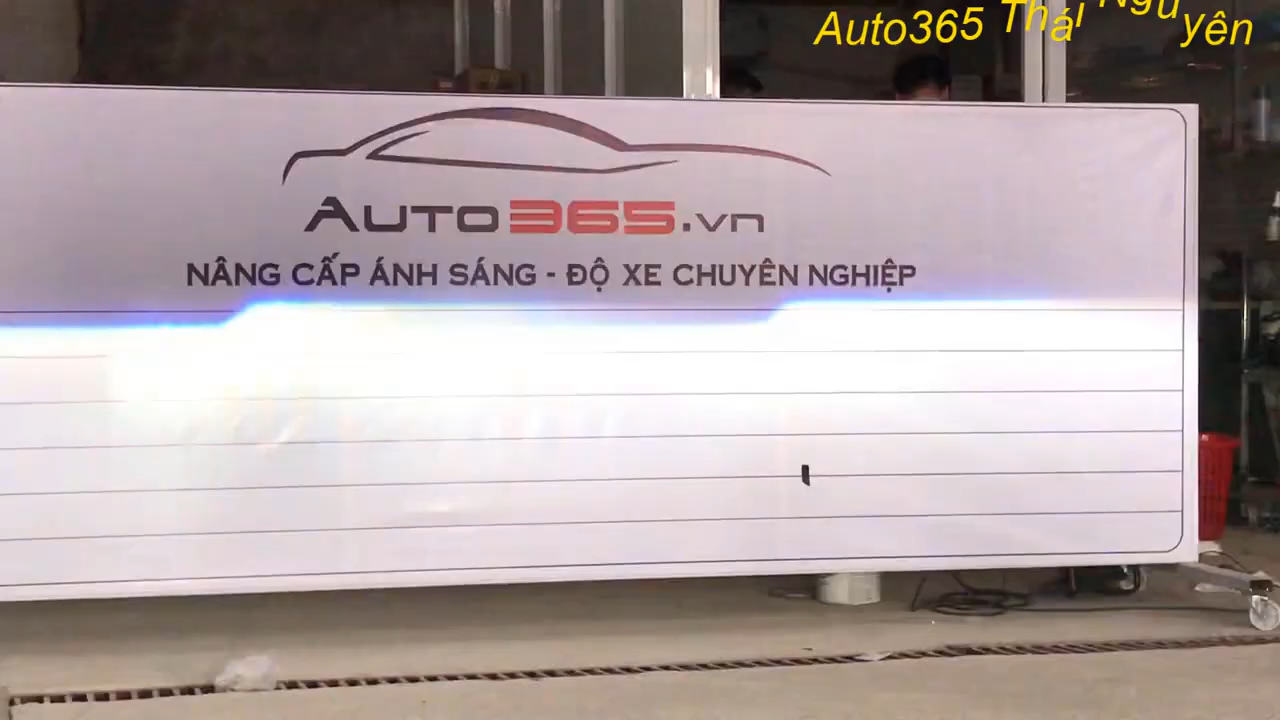 Auto365 Thái Nguyên
AUTO365.vn
NÂNG CẤP ÁNH SÁNG - ĐỘ XE CHUYÊN NGHIỆP